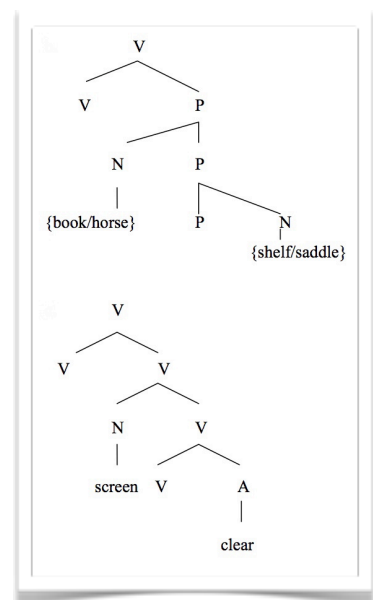 V
V P
N P
{book/horse} P N
{shelf/saddle}
V
V V
N V
screen V A
clear